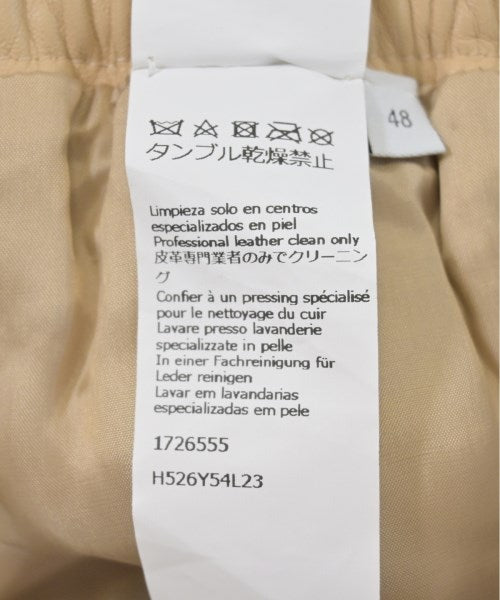 48
タンブル乾燥禁止
Limpieza solo en centros
especializados en piel
Professional leather clean only
皮革専門業者のみでクリーニン
グ
Confier à un pressing spécialisé
pour le nettoyage du cuir
Lavare presso lavanderie
specializzate in pelle
In einer Fachreinigung für
Leder reinigen
Lavar em lavandarias
especializadas em pele
1726555
H526Y54L23